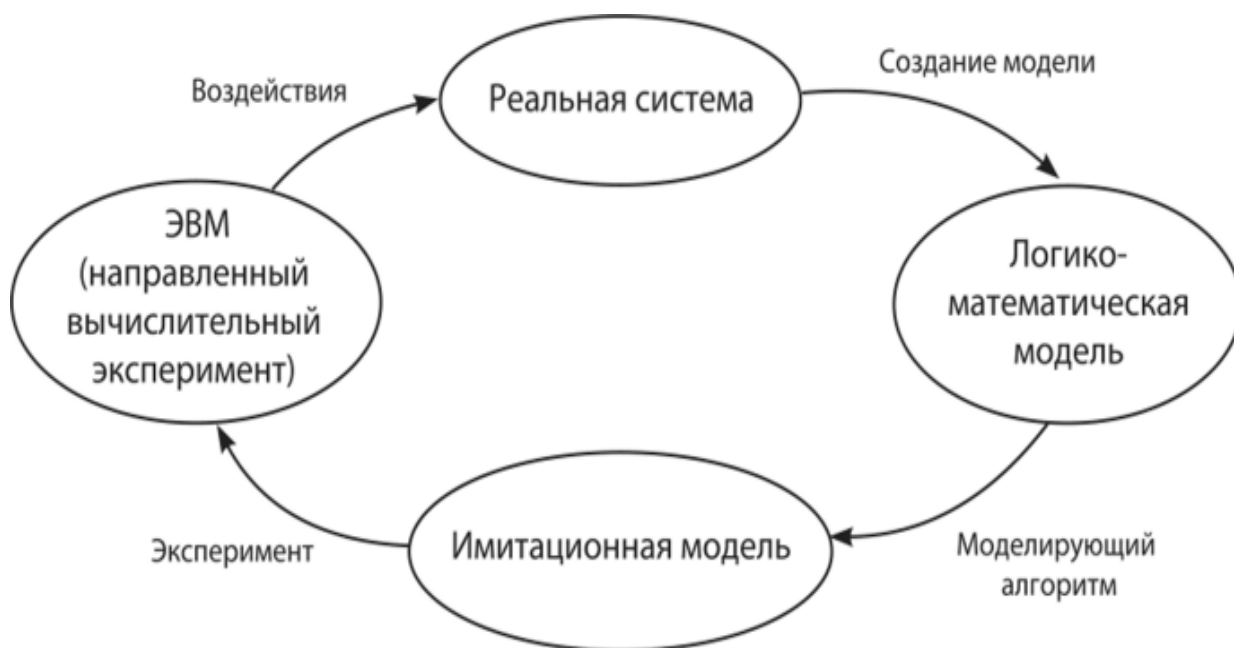 Воздействия
Реальная система
Создание модели
ЭВМ
(направленный
вычислительный
эксперимент)
Логико-
математическая
модель
Эксперимент
Имитационная модель
Моделирующий
алгоритм